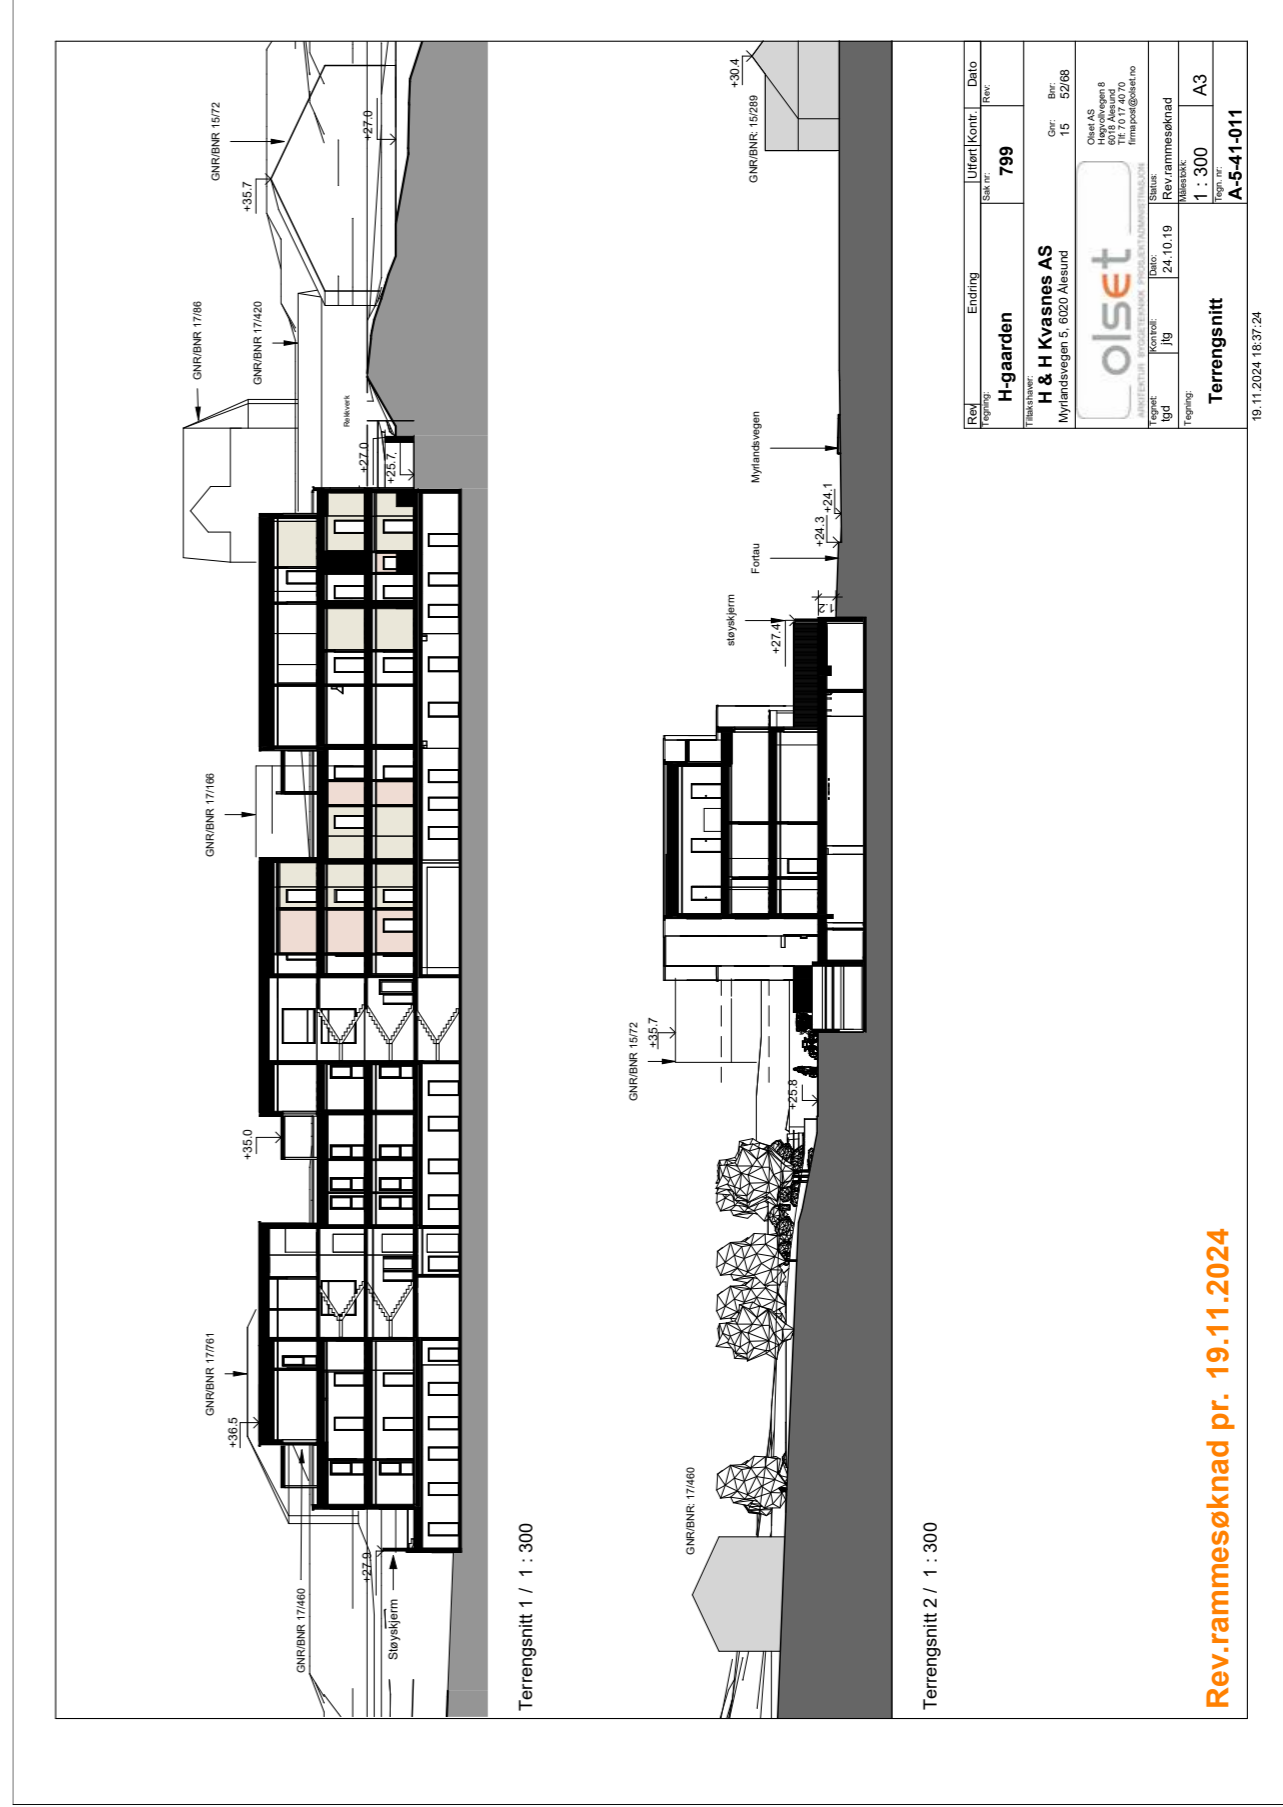 GNR/BNR 17/460
GNR/BNR 17/761
GNR/BNR 17/166
GNR/BNR 17/86
GNR/BNR 17/420
GNR/BNR 15/72
+36.5
+35.0
+35.7
+27.9
Støyskjerm
Rekkverk
+27.0
+25.7
+27.0
Terrengsnitt 1 / 1 : 300
GNR/BNR: 17/460
GNR/BNR 15/72
+35.7
+25.8
støyskjerm
+27.4
1.2
Fortau
+24.3
+24.1
Myrlandsvegen
GNR/BNR: 15/289
+30.4
Terrengsnitt 2 / 1 : 300
Rev.rammesøknad pr. 19.11.2024
Rev Endring Utført Kontr. Dato
Tegning: Sak nr: Rev:
H-gaarden 799
Tiltakshaver:
H & H Kvasnes AS
Myrlandsvegen 5, 6020 Ålesund
Gnr: Bnr:
15 52/68
olset
ARKITEKTUR BYGGETEKNIKK PROSJEKTADMINISTRASJON
Olset AS
Høgvollvegen 8
6018 Ålesund
Tlf: 70 17 40 70
firmapost@olset.no
Tegnet: Kontroll: Dato: Status:
tgd jtg 24.10.19 Rev.rammesøknad
Tegning: Målestokk:
Terrengsnitt 1 : 300 A3
Tegn. nr:
A-5-41-011
19.11.2024 18:37:24